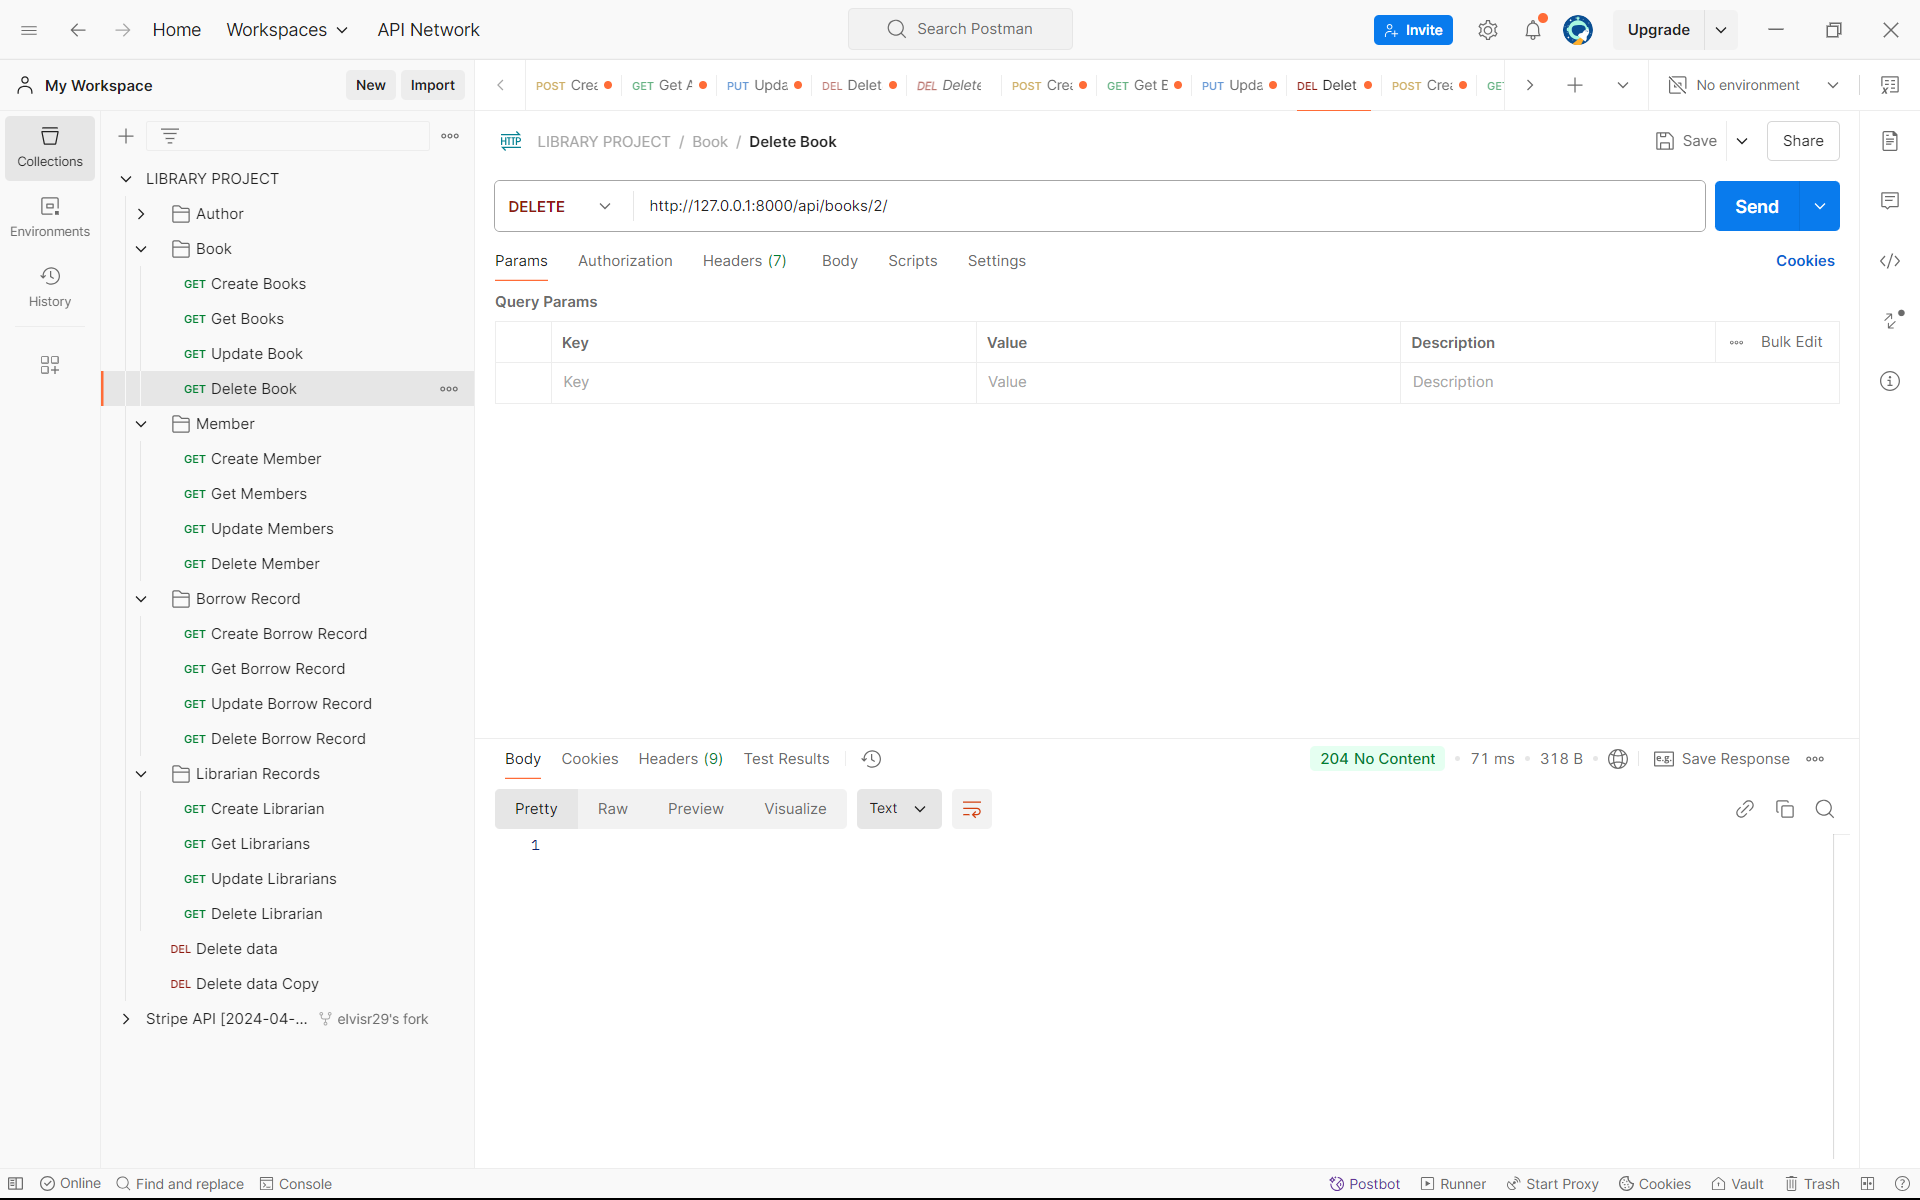 Home Workspaces API Network Search Postman Invite Upgrade
My Workspace New Import
POST Crea GET Get A PUT Upda DEL Delet DEL Delete POST Crea GET Get B PUT Upda DEL Delet POST Crea GET No environment
Collections
Environments
History
LIBRARY PROJECT
Author
Book
GET Create Books
GET Get Books
GET Update Book
GET Delete Book
Member
GET Create Member
GET Get Members
GET Update Members
GET Delete Member
Borrow Record
GET Create Borrow Record
GET Get Borrow Record
GET Update Borrow Record
GET Delete Borrow Record
Librarian Records
GET Create Librarian
GET Get Librarians
GET Update Librarians
GET Delete Librarian
DEL Delete data
DEL Delete data Copy
Stripe API [2024-04-... elvisr29's fork
HTTP LIBRARY PROJECT / Book / Delete Book Save Share
DELETE http://127.0.0.1:8000/api/books/2/ Send
Params Authorization Headers (7) Body Scripts Settings Cookies
Query Params
Key Value Description Bulk Edit
Key Value Description
Body Cookies Headers (9) Test Results 204 No Content 71 ms 318 B e.g. Save Response
Pretty Raw Preview Visualize Text
1
Online Find and replace Console Postbot Runner Start Proxy Cookies Vault Trash